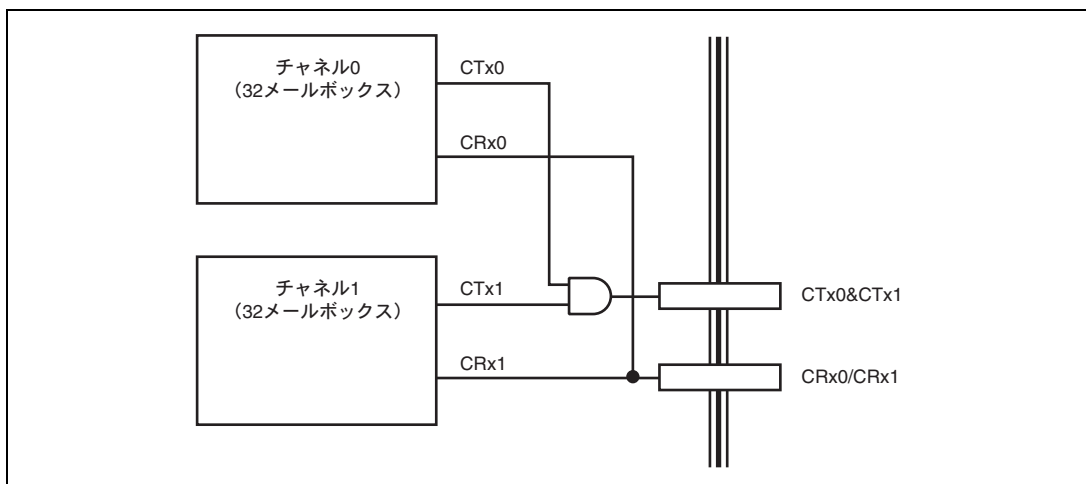 チャネル0
（32メールボックス）
CTx0
CRx0
チャネル1
（32メールボックス）
CTx1
CRx1
CTx0&CTx1
CRx0/CRx1